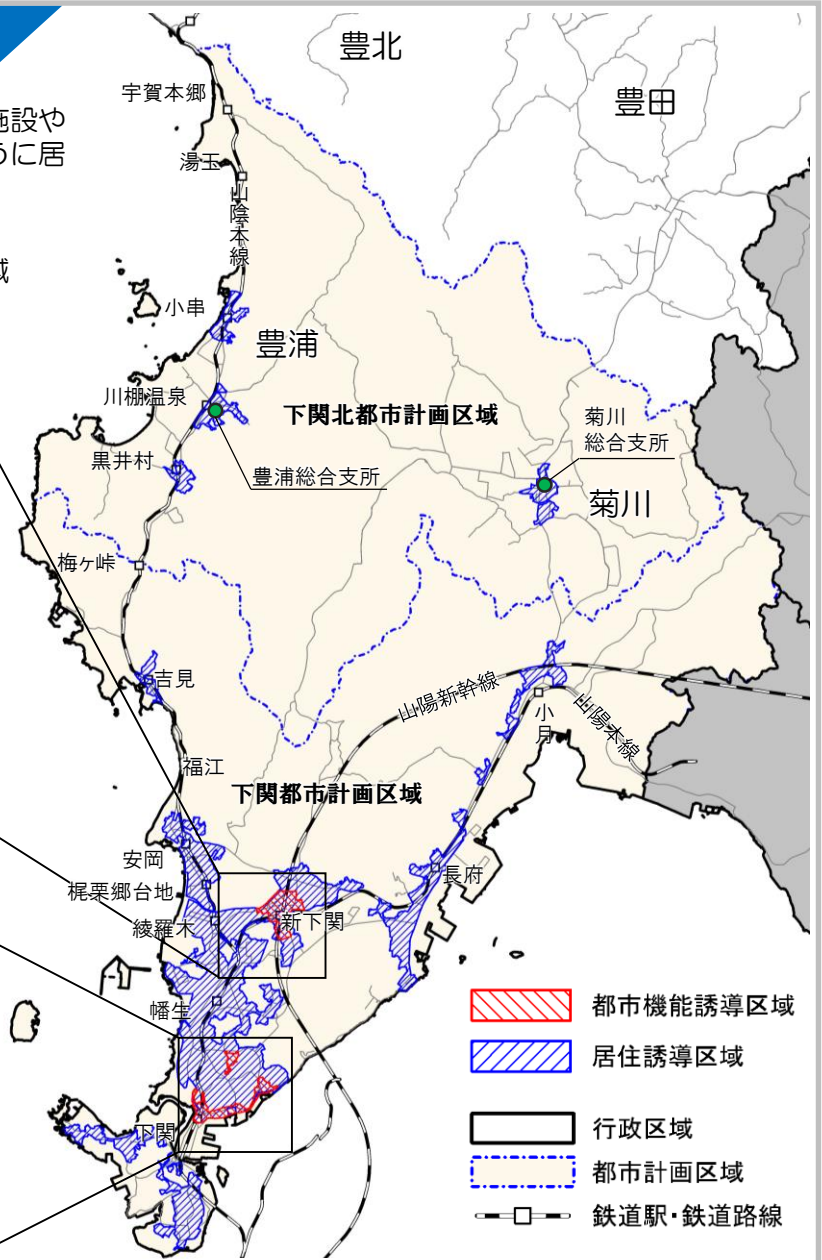 施設や
うに居
域
豊北
豊田
宇賀本郷
湯玉
山陰本線
小串
豊浦
川棚温泉
下関北都市計画区域
菊川
総合支所
黒井村
豊浦総合支所
菊川
梅ヶ峠
吉見
山陽新幹線
小月
山陽本線
福江
下関都市計画区域
安岡
長府
梶栗郷台地
綾羅木
新下関
幡生
下関
都市機能誘導区域
居住誘導区域
行政区域
都市計画区域
鉄道駅・鉄道路線